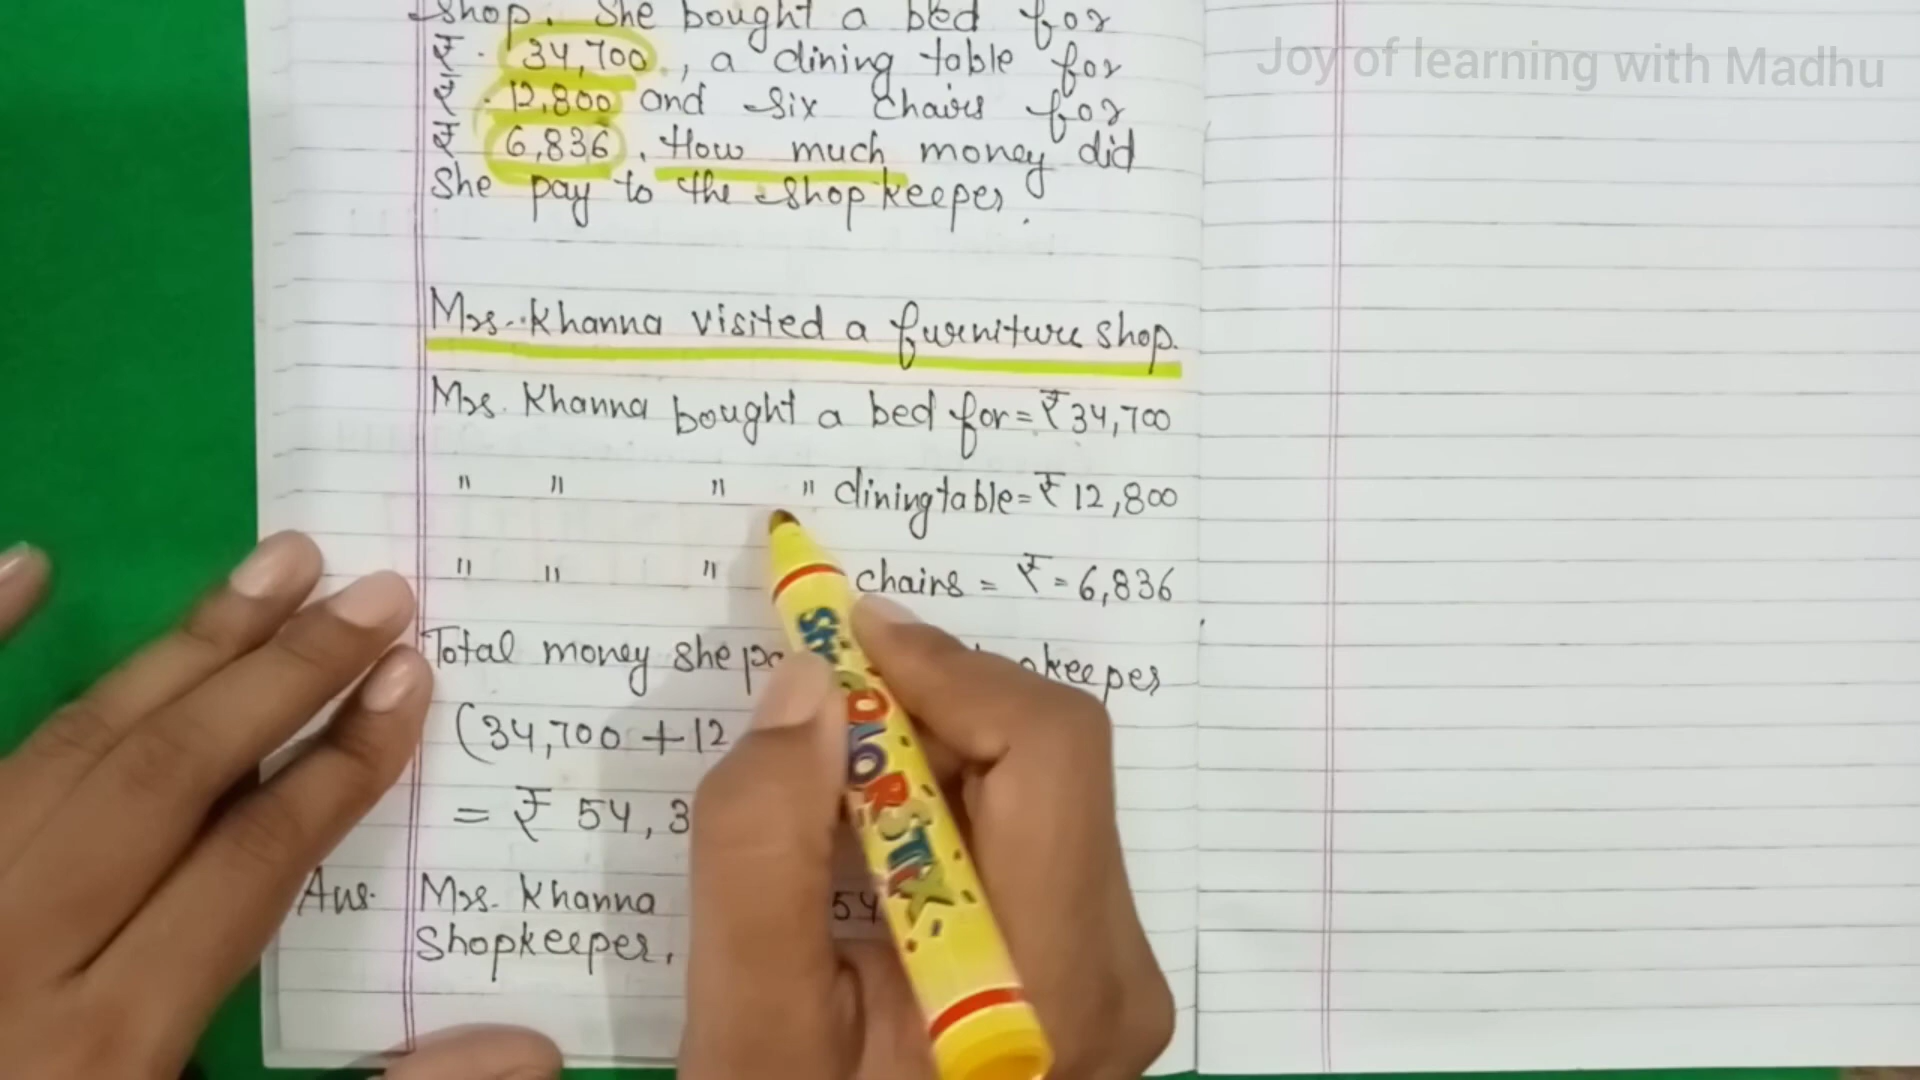 shop. She bought a bed for
₹. 34,700, a dining table for
₹. 12,800 and six chairs for
₹ 6,836. How much money did
She pay to the shopkeeper.
Mrs. Khanna visited a furniture shop.
Mrs. Khanna bought a bed for = ₹34,700
" " " " dining table = ₹ 12,800
" " " chairs = ₹ = 6,836
Total money she keeper
(34,700 + 12
= ₹ 54, 3
Ans. Mrs. Khanna 54
Shopkeeper.
Joy of learning with Madhu
STIX